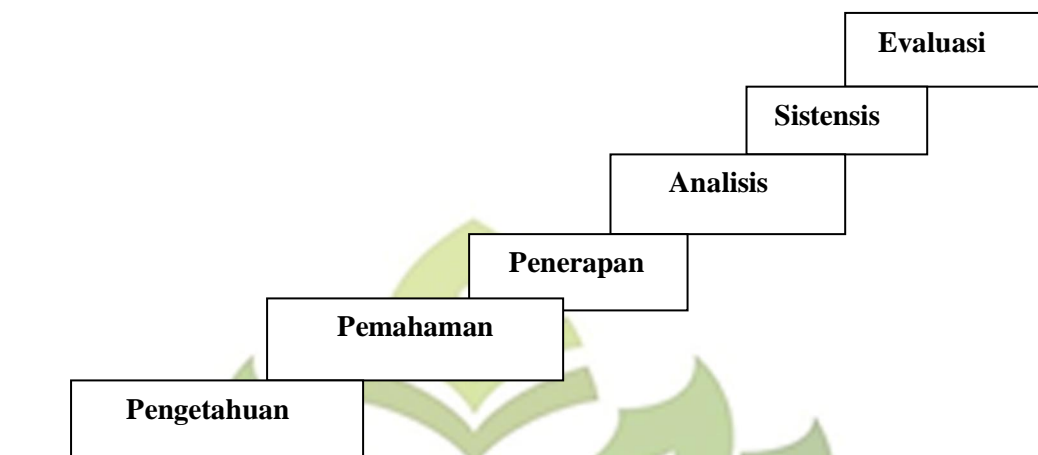 Evaluasi
Sistensis
Analisis
Penerapan
Pemahaman
Pengetahuan